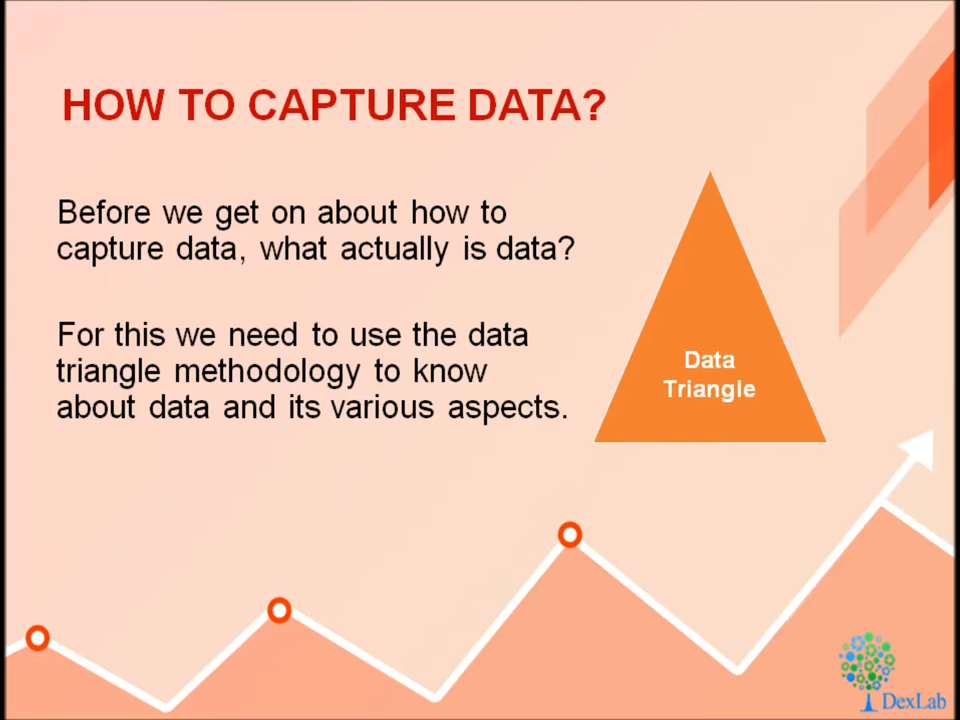 HOW TO CAPTURE DATA?
Before we get on about how to
capture data, what actually is data?
For this we need to use the data
triangle methodology to know
about data and its various aspects.
Data
Triangle
DexLab